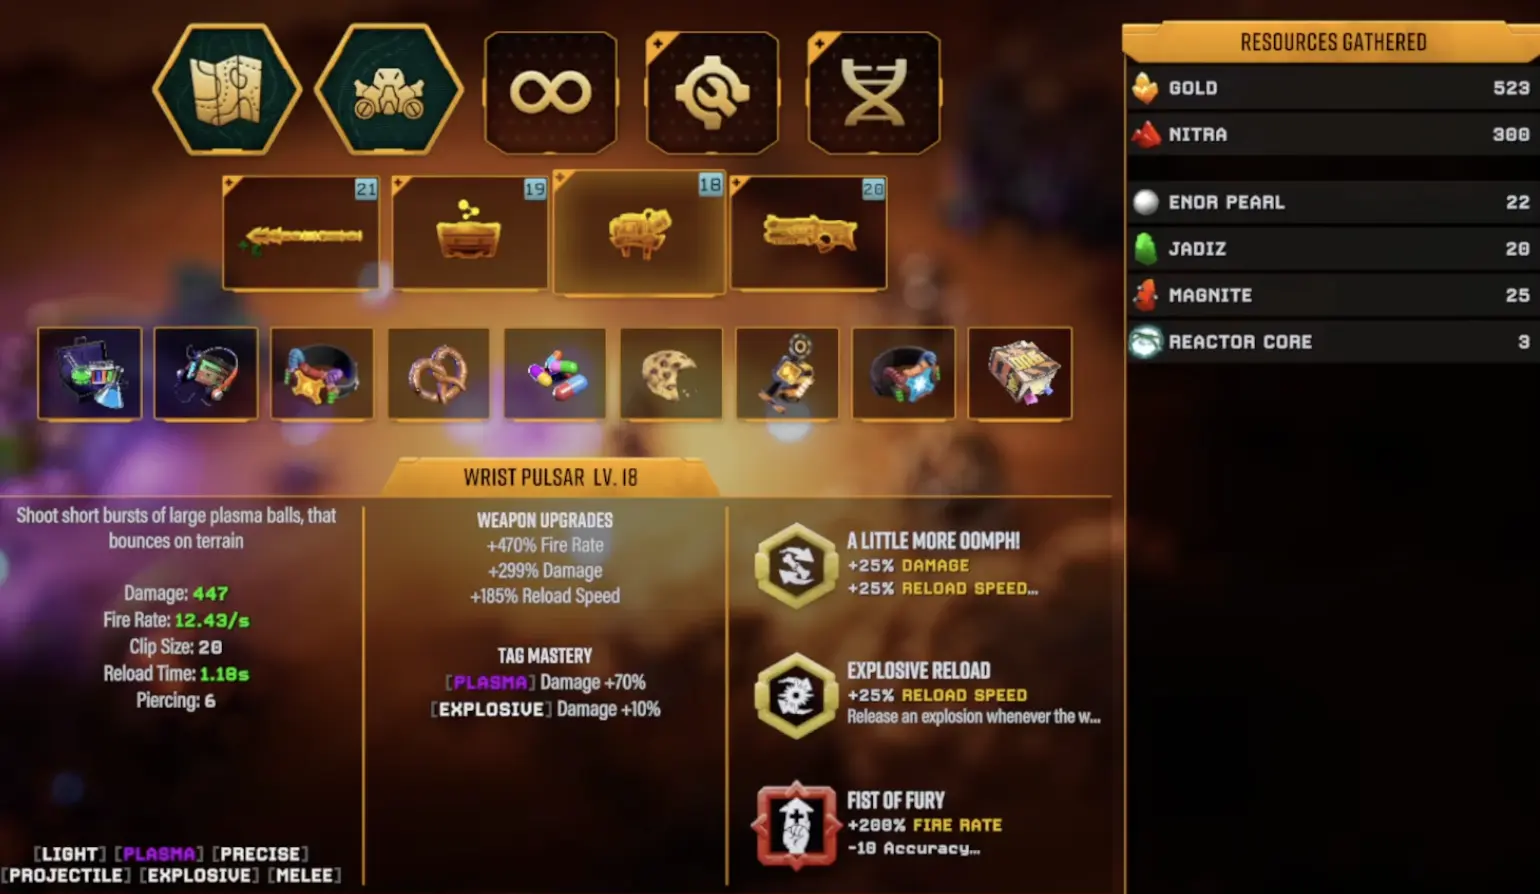 21
19
18
20
WRIST PULSAR LV. 18
Shoot short bursts of large plasma balls, that
bounces on terrain
Damage: 447
Fire Rate: 12.43/s
Clip Size: 20
Reload Time: 1.18s
Piercing: 6
[LIGHT] [PLASMA] [PRECISE]
[PROJECTILE] [EXPLOSIVE] [MELEE]
WEAPON UPGRADES
+470% Fire Rate
+299% Damage
+185% Reload Speed
TAG MASTERY
[PLASMA] Damage +70%
[EXPLOSIVE] Damage +10%
A LITTLE MORE OOMPH!
+25% DAMAGE
+25% RELOAD SPEED...
EXPLOSIVE RELOAD
+25% RELOAD SPEED
Release an explosion whenever the w...
FIST OF FURY
+200% FIRE RATE
-10 Accuracy...
RESOURCES GATHERED
GOLD 523
NITRA 300
ENOR PEARL 22
JADIZ 20
MAGNITE 25
REACTOR CORE 3